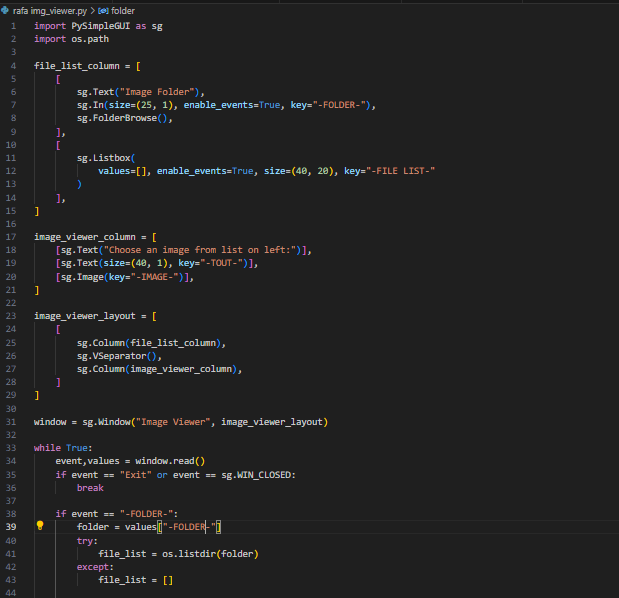 rafa img_viewer.py > folder
1 import PySimpleGUI as sg
2 import os.path
3
4 file_list_column = [
5     [
6         sg.Text("Image Folder"),
7         sg.In(size=(25, 1), enable_events=True, key="-FOLDER-"),
8         sg.FolderBrowse(),
9     ],
10     [
11         sg.Listbox(
12             values=[], enable_events=True, size=(40, 20), key="-FILE LIST-"
13         )
14     ],
15 ]
16
17 image_viewer_column = [
18     [sg.Text("Choose an image from list on left:")],
19     [sg.Text(size=(40, 1), key="-TOUT-")],
20     [sg.Image(key="-IMAGE-")],
21 ]
22
23 image_viewer_layout = [
24     [
25         sg.Column(file_list_column),
26         sg.VSeparator(),
27         sg.Column(image_viewer_column),
28     ]
29 ]
30
31 window = sg.Window("Image Viewer", image_viewer_layout)
32
33 while True:
34     event,values = window.read()
35     if event == "Exit" or event == sg.WIN_CLOSED:
36         break
37
38     if event == "-FOLDER-":
39         folder = values["-FOLDER-"]
40         try:
41             file_list = os.listdir(folder)
42         except:
43             file_list = []
44